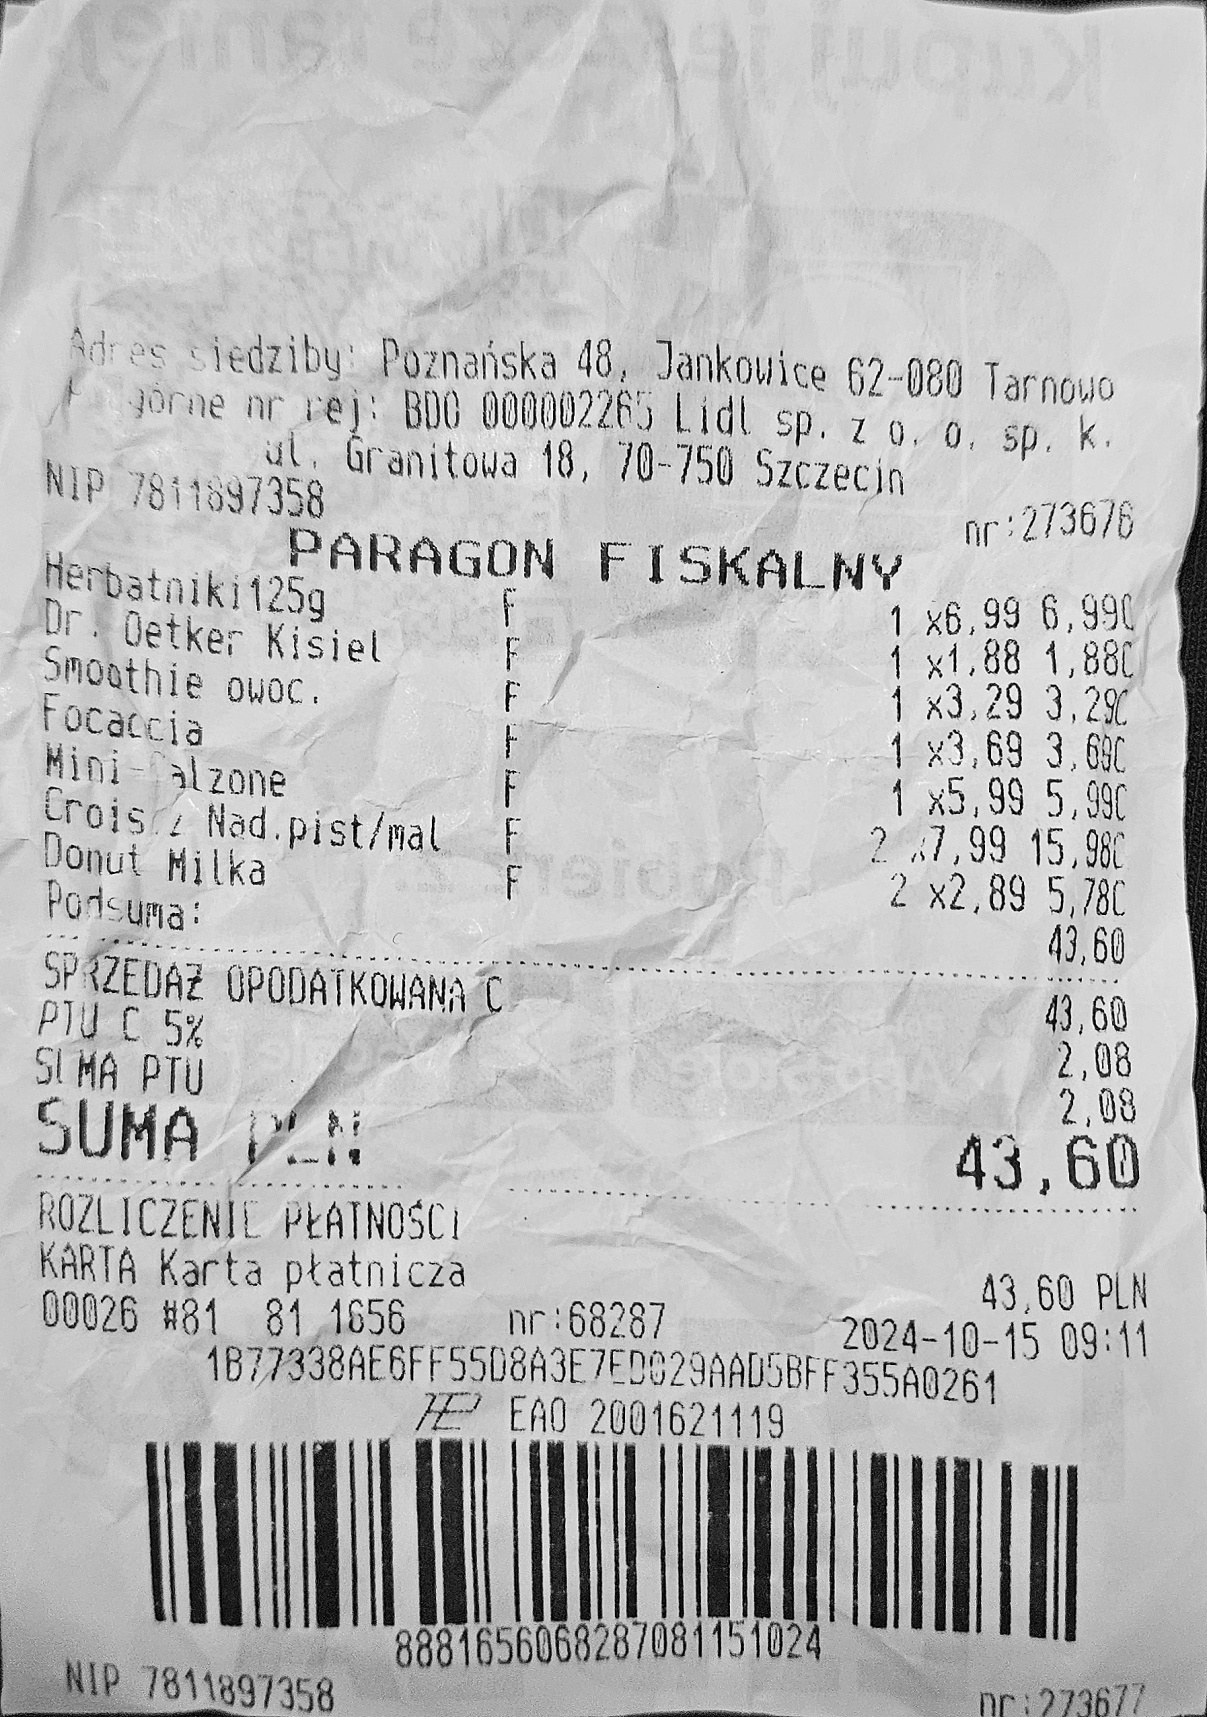 Adres siedziby: Poznańska 48, Jankowice 62-080 Tarnowo
górne nr rej: BDO 000002265 Lidl sp. z o. o. sp. k.
ul. Granitowa 18, 70-750 Szczecin
NIP 7811897358
nr:273676
PARAGON FISKALNY
Herbatniki125g F 1 x6,99 6,99C
Dr. Oetker Kisiel F 1 x1,88 1,88C
Smoothie owoc. F 1 x3,29 3,29C
Focaccia F 1 x3,69 3,69C
Mini-Calzone F 1 x5,99 5,99C
Crois z Nad.pist/mal F 2 x7,99 15,98C
Donut Milka F 2 x2,89 5,78C
Podsuma: 43,60
SPRZEDAŻ OPODATKOWANA C 43,60
PTU C 5% 2,08
SUMA PTU 2,08
SUMA PLN 43,60
ROZLICZENIE PŁATNOŚCI
KARTA Karta płatnicza 43,60 PLN
00026 #81 81 1656 nr:68287 2024-10-15 09:11
1B77338AE6FF55D8A3E7ED029AAD5BFF355A0261
EAO 2001621119
8881656068287081151024
NIP 7811897358 nr:273677